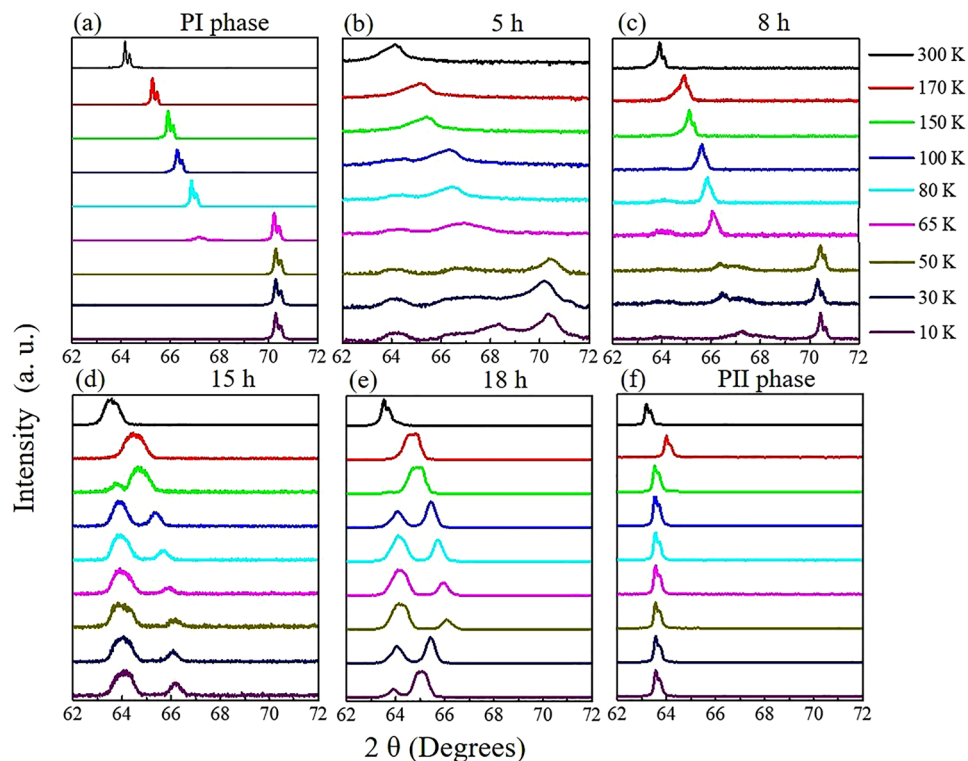 (a) PI phase
(b) 5 h
(c) 8 h
300 K
170 K
150 K
100 K
80 K
65 K
50 K
30 K
10 K
62 64 66 68 70 72
62 64 66 68 70 72
62 64 66 68 70 72
(d) 15 h
(e) 18 h
(f) PII phase
Intensity (a. u.)
62 64 66 68 70 72
62 64 66 68 70 72
62 64 66 68 70 72
2 θ (Degrees)